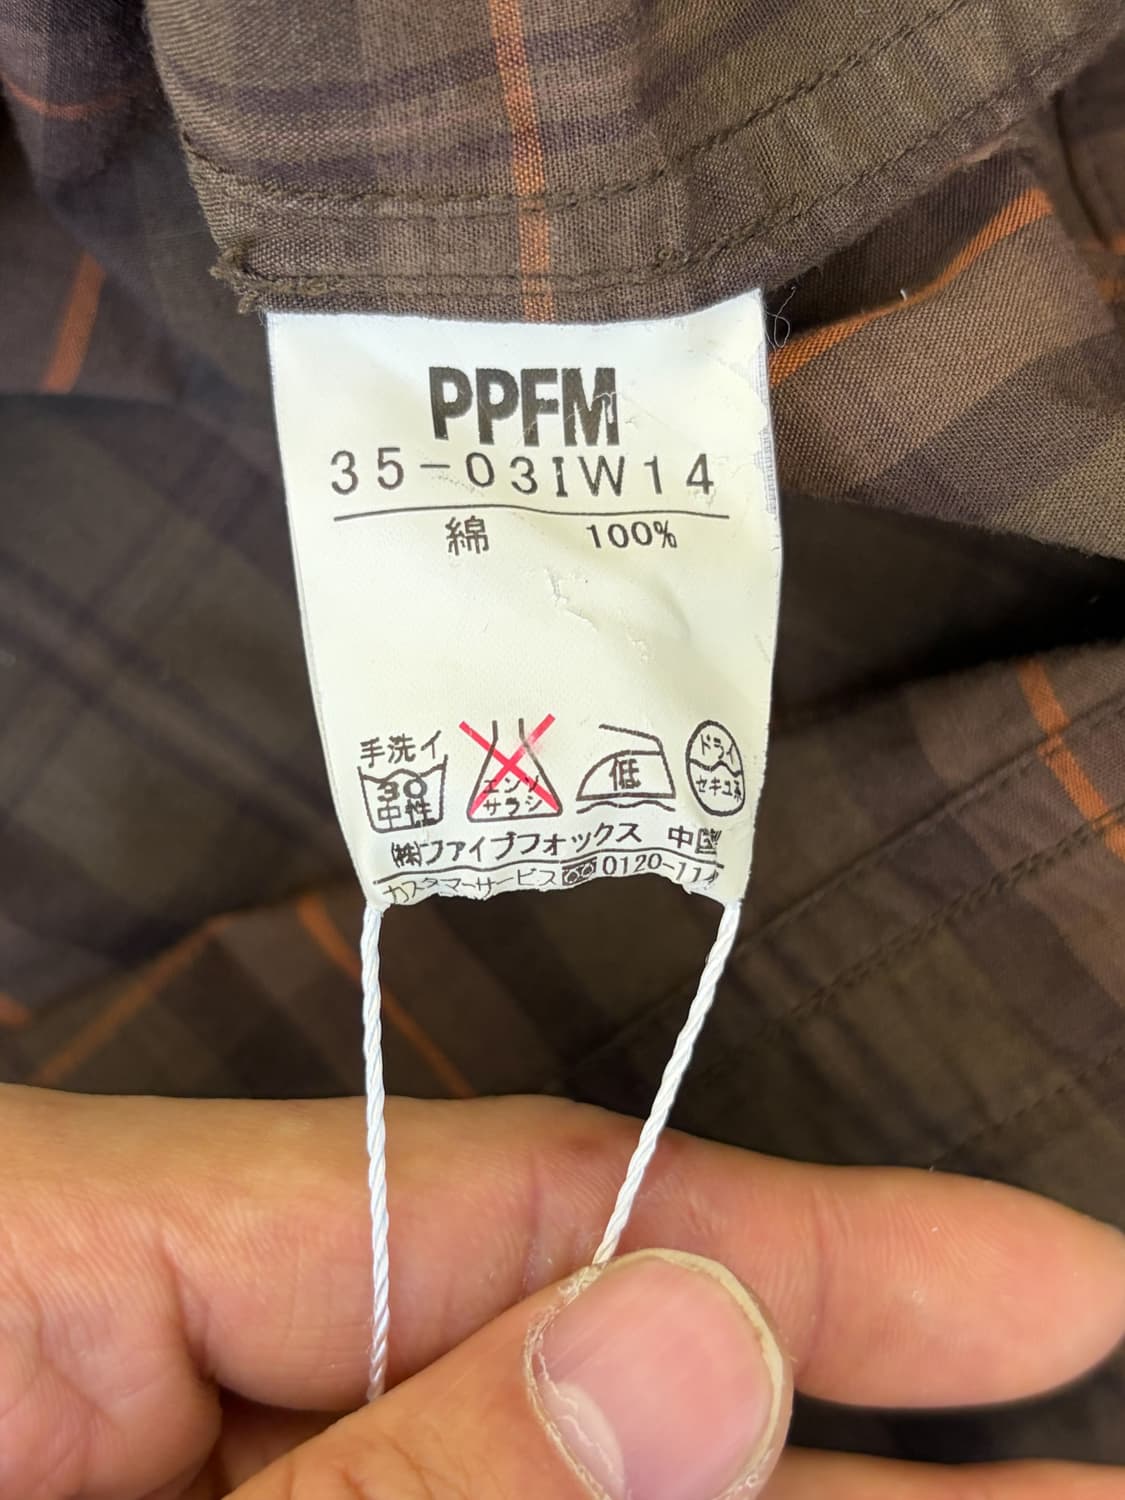 PPFM
35-03IW14
綿 100%
手洗イ
30
中性
エンソ
サラシ
低
ドライ
セキユ系
(株)ファイブフォックス 中国
カスタマーサービス 0120-11